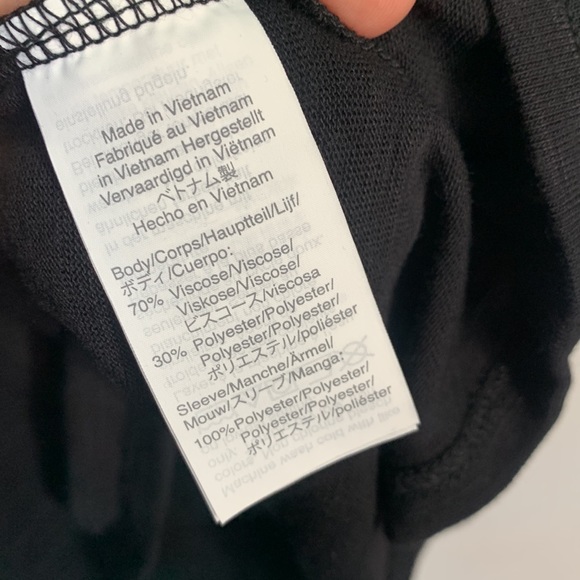 Made in Vietnam
Fabriqué au Vietnam
in Vietnam Hergestellt
Vervaardigd in Viëtnam
ベトナム製
Hecho en Vietnam
Body/Corps/Hauptteil/Lijf/
ボディ/Cuerpo:
70% Viscose/Viscose/
Viskose/Viscose/
ビスコース/viscosa
30% Polyester/Polyester/
Polyester/Polyester/
ポリエステル/poliéster
Sleeve/Manche/Ärmel/
Mouw/スリーブ/Manga:
100%Polyester/Polyester/
Polyester/Polyester/
ポリエステル/poliéster